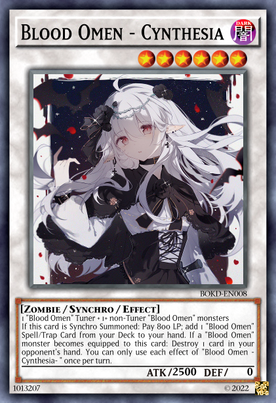 BLOOD OMEN - CYNTHESIA
DARK
闇
BOKD-EN008
[ZOMBIE / SYNCHRO / EFFECT]
1 "Blood Omen" Tuner + 1+ non-Tuner "Blood Omen" monsters
If this card is Synchro Summoned: Pay 800 LP; add 1 "Blood Omen"
Spell/Trap Card from your Deck to your hand. If a "Blood Omen"
monster becomes equipped to this card: Destroy 1 card in your
opponent's hand. You can only use each effect of "Blood Omen -
Cynthesia-" once per turn.
ATK/2500 DEF/ 0
1013207
©2022